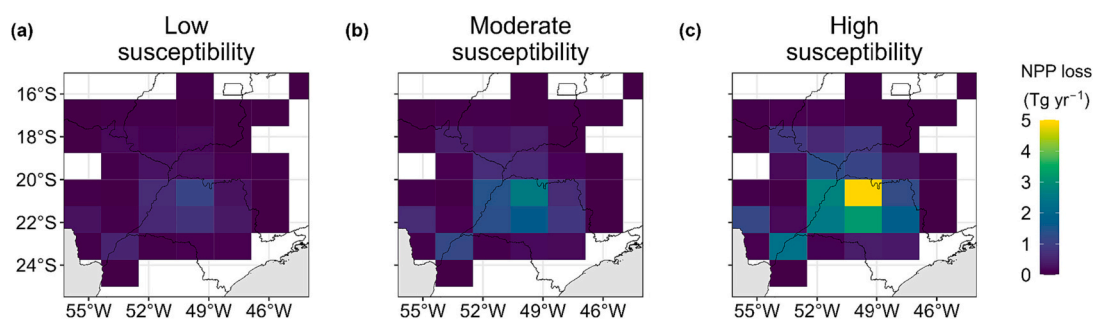 (a) Low susceptibility
(b) Moderate susceptibility
(c) High susceptibility
16°S
18°S
20°S
22°S
24°S
55°W 52°W 49°W 46°W
55°W 52°W 49°W 46°W
55°W 52°W 49°W 46°W
NPP loss
(Tg yr⁻¹)
5
4
3
2
1
0